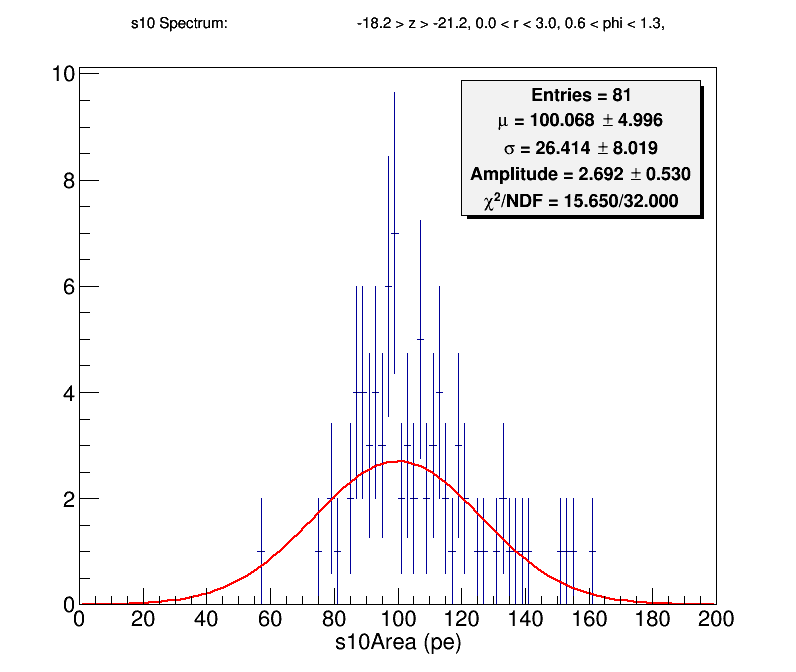 s10 Spectrum: -18.2 > z > -21.2, 0.0 < r < 3.0, 0.6 < phi < 1.3,
Entries = 81
μ = 100.068 ± 4.996
σ = 26.414 ± 8.019
Amplitude = 2.692 ± 0.530
χ²/NDF = 15.650/32.000
10
8
6
4
2
0
0 20 40 60 80 100 120 140 160 180 200
s10Area (pe)